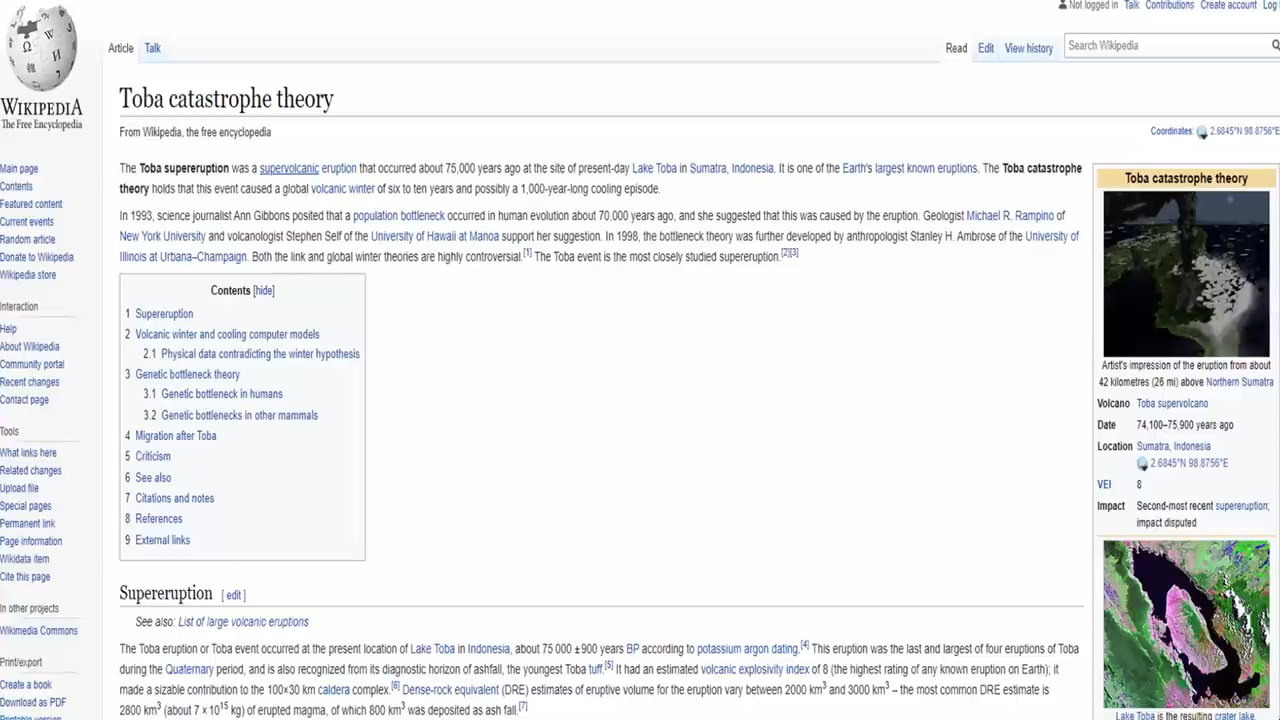 Not logged in Talk Contributions Create account Log
Article Talk Read Edit View history Search Wikipedia
WIKIPEDIA
The Free Encyclopedia
Main page
Contents
Featured content
Current events
Random article
Donate to Wikipedia
Wikipedia store
Interaction
Help
About Wikipedia
Community portal
Recent changes
Contact page
Tools
What links here
Related changes
Upload file
Special pages
Permanent link
Page information
Wikidata item
Cite this page
In other projects
Wikimedia Commons
Print/export
Create a book
Download as PDF
Printable version
Toba catastrophe theory
From Wikipedia, the free encyclopedia
Coordinates: 2.6845°N 98.8756°E
The Toba supereruption was a supervolcanic eruption that occurred about 75,000 years ago at the site of present-day Lake Toba in Sumatra, Indonesia. It is one of the Earth's largest known eruptions. The Toba catastrophe
theory holds that this event caused a global volcanic winter of six to ten years and possibly a 1,000-year-long cooling episode.
In 1993, science journalist Ann Gibbons posited that a population bottleneck occurred in human evolution about 70,000 years ago, and she suggested that this was caused by the eruption. Geologist Michael R. Rampino of
New York University and volcanologist Stephen Self of the University of Hawaii at Manoa support her suggestion. In 1998, the bottleneck theory was further developed by anthropologist Stanley H. Ambrose of the University of
Illinois at Urbana–Champaign. Both the link and global winter theories are highly controversial.[1] The Toba event is the most closely studied supereruption.[2][3]
Contents [hide]
1 Supereruption
2 Volcanic winter and cooling computer models
2.1 Physical data contradicting the winter hypothesis
3 Genetic bottleneck theory
3.1 Genetic bottleneck in humans
3.2 Genetic bottlenecks in other mammals
4 Migration after Toba
5 Criticism
6 See also
7 Citations and notes
8 References
9 External links
Supereruption [ edit ]
See also: List of large volcanic eruptions
The Toba eruption or Toba event occurred at the present location of Lake Toba in Indonesia, about 75 000 ±900 years BP according to potassium argon dating.[4] This eruption was the last and largest of four eruptions of Toba
during the Quaternary period, and is also recognized from its diagnostic horizon of ashfall, the youngest Toba tuff.[5] It had an estimated volcanic explosivity index of 8 (the highest rating of any known eruption on Earth); it
made a sizable contribution to the 100×30 km caldera complex.[6] Dense-rock equivalent (DRE) estimates of eruptive volume for the eruption vary between 2000 km3 and 3000 km3 – the most common DRE estimate is
2800 km3 (about 7 × 1015 kg) of erupted magma, of which 800 km3 was deposited as ash fall.[7]
Toba catastrophe theory
Artist's impression of the eruption from about
42 kilometres (26 mi) above Northern Sumatra
Volcano Toba supervolcano
Date 74,100–75,900 years ago
Location Sumatra, Indonesia
2.6845°N 98.8756°E
VEI 8
Impact Second-most recent supereruption;
impact disputed
Lake Toba is the resulting crater lake.